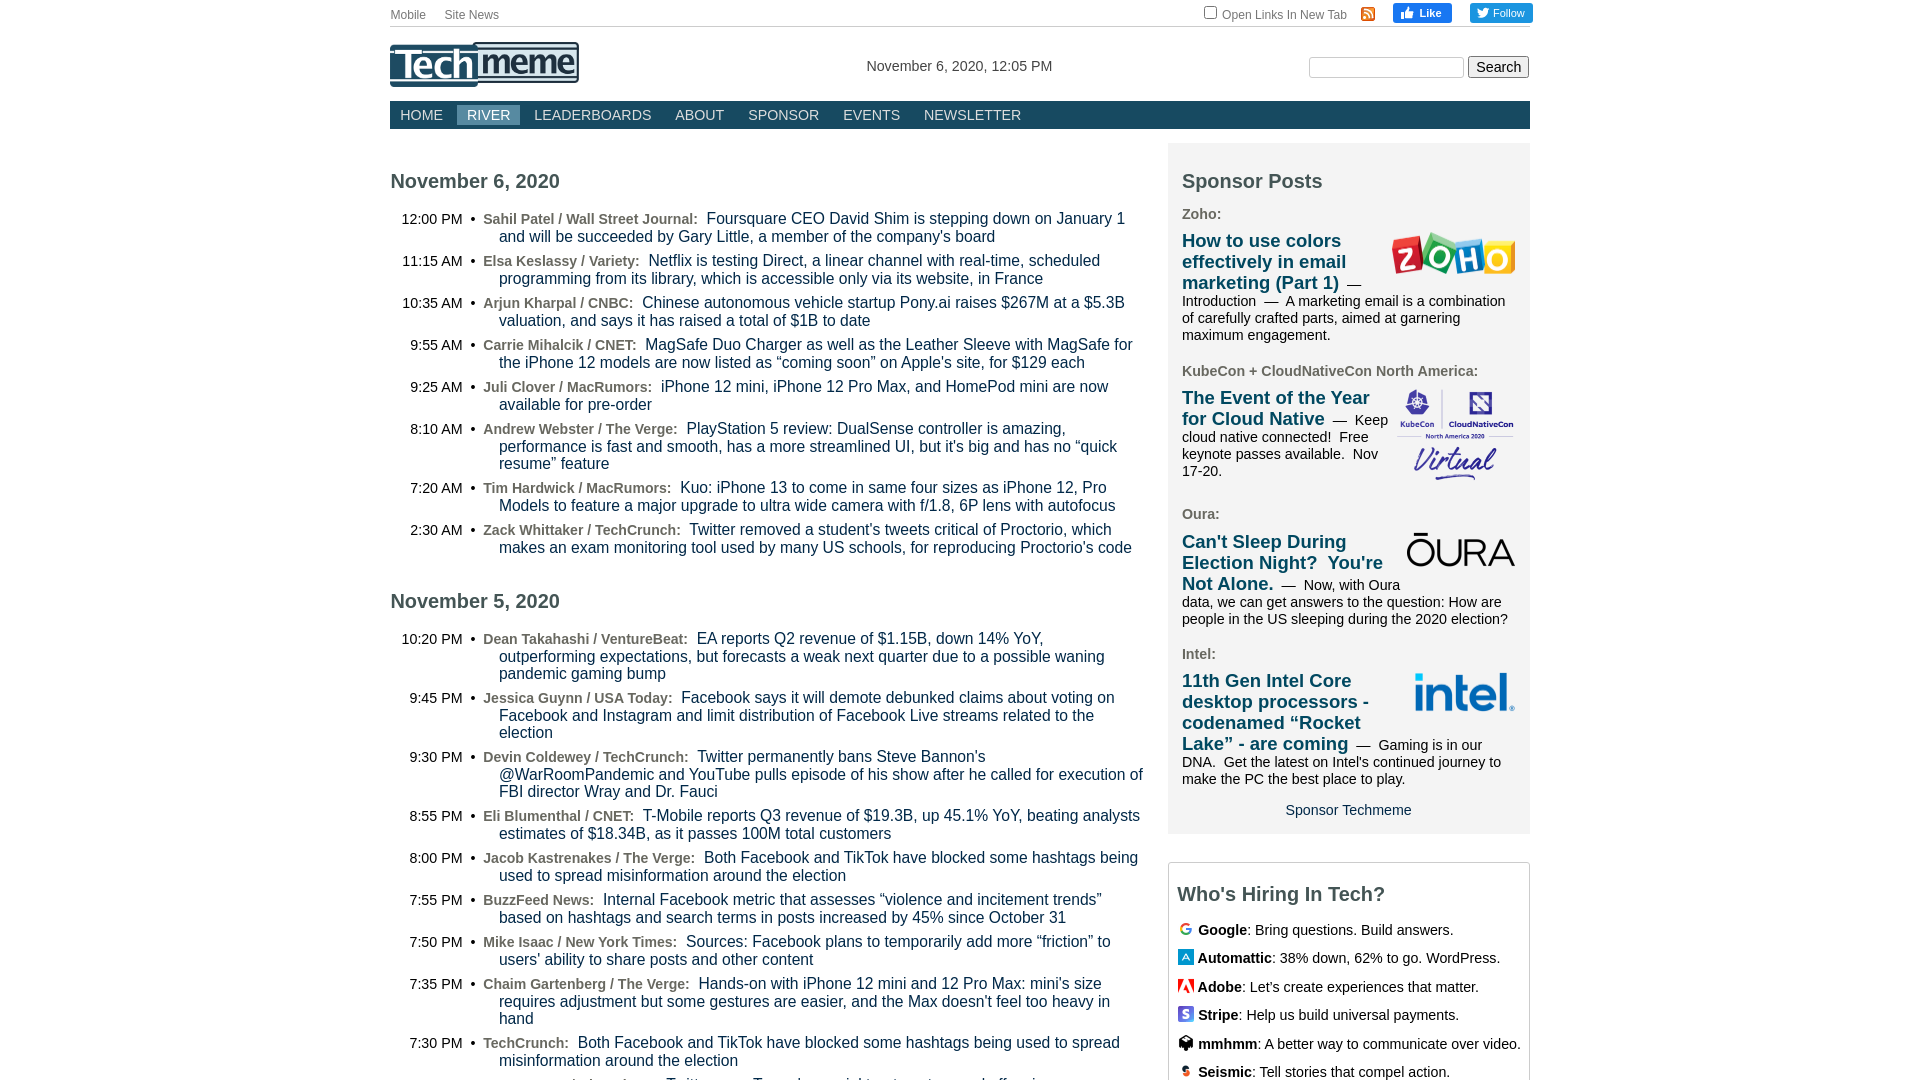 Mobile Site News Open Links In New Tab Like Follow
Techmeme November 6, 2020, 12:05 PM Search
HOME RIVER LEADERBOARDS ABOUT SPONSOR EVENTS NEWSLETTER
November 6, 2020
12:00 PM • Sahil Patel / Wall Street Journal: Foursquare CEO David Shim is stepping down on January 1
and will be succeeded by Gary Little, a member of the company's board
11:15 AM • Elsa Keslassy / Variety: Netflix is testing Direct, a linear channel with real-time, scheduled
programming from its library, which is accessible only via its website, in France
10:35 AM • Arjun Kharpal / CNBC: Chinese autonomous vehicle startup Pony.ai raises $267M at a $5.3B
valuation, and says it has raised a total of $1B to date
9:55 AM • Carrie Mihalcik / CNET: MagSafe Duo Charger as well as the Leather Sleeve with MagSafe for
the iPhone 12 models are now listed as “coming soon” on Apple's site, for $129 each
9:25 AM • Juli Clover / MacRumors: iPhone 12 mini, iPhone 12 Pro Max, and HomePod mini are now
available for pre-order
8:10 AM • Andrew Webster / The Verge: PlayStation 5 review: DualSense controller is amazing,
performance is fast and smooth, has a more streamlined UI, but it's big and has no “quick
resume” feature
7:20 AM • Tim Hardwick / MacRumors: Kuo: iPhone 13 to come in same four sizes as iPhone 12, Pro
Models to feature a major upgrade to ultra wide camera with f/1.8, 6P lens with autofocus
2:30 AM • Zack Whittaker / TechCrunch: Twitter removed a student's tweets critical of Proctorio, which
makes an exam monitoring tool used by many US schools, for reproducing Proctorio's code
November 5, 2020
10:20 PM • Dean Takahashi / VentureBeat: EA reports Q2 revenue of $1.15B, down 14% YoY,
outperforming expectations, but forecasts a weak next quarter due to a possible waning
pandemic gaming bump
9:45 PM • Jessica Guynn / USA Today: Facebook says it will demote debunked claims about voting on
Facebook and Instagram and limit distribution of Facebook Live streams related to the
election
9:30 PM • Devin Coldewey / TechCrunch: Twitter permanently bans Steve Bannon's
@WarRoomPandemic and YouTube pulls episode of his show after he called for execution of
FBI director Wray and Dr. Fauci
8:55 PM • Eli Blumenthal / CNET: T-Mobile reports Q3 revenue of $19.3B, up 45.1% YoY, beating analysts
estimates of $18.34B, as it passes 100M total customers
8:00 PM • Jacob Kastrenakes / The Verge: Both Facebook and TikTok have blocked some hashtags being
used to spread misinformation around the election
7:55 PM • BuzzFeed News: Internal Facebook metric that assesses “violence and incitement trends”
based on hashtags and search terms in posts increased by 45% since October 31
7:50 PM • Mike Isaac / New York Times: Sources: Facebook plans to temporarily add more “friction” to
users' ability to share posts and other content
7:35 PM • Chaim Gartenberg / The Verge: Hands-on with iPhone 12 mini and 12 Pro Max: mini's size
requires adjustment but some gestures are easier, and the Max doesn't feel too heavy in
hand
7:30 PM • TechCrunch: Both Facebook and TikTok have blocked some hashtags being used to spread
misinformation around the election
Sponsor Posts
Zoho:
How to use colors
effectively in email
marketing (Part 1) —
Introduction — A marketing email is a combination
of carefully crafted parts, aimed at garnering
maximum engagement.
ZOHO
KubeCon + CloudNativeCon North America:
The Event of the Year
for Cloud Native — Keep
cloud native connected! Free
keynote passes available. Nov
17-20.
KubeCon CloudNativeCon
North America 2020
Virtual
Oura:
Can't Sleep During
Election Night? You're
Not Alone. — Now, with Oura
data, we can get answers to the question: How are
people in the US sleeping during the 2020 election?
ŌURA
Intel:
11th Gen Intel Core
desktop processors -
codenamed “Rocket
Lake” - are coming — Gaming is in our
DNA. Get the latest on Intel's continued journey to
make the PC the best place to play.
intel®
Sponsor Techmeme
Who's Hiring In Tech?
Google: Bring questions. Build answers.
Automattic: 38% down, 62% to go. WordPress.
Adobe: Let’s create experiences that matter.
Stripe: Help us build universal payments.
mmhmm: A better way to communicate over video.
Seismic: Tell stories that compel action.